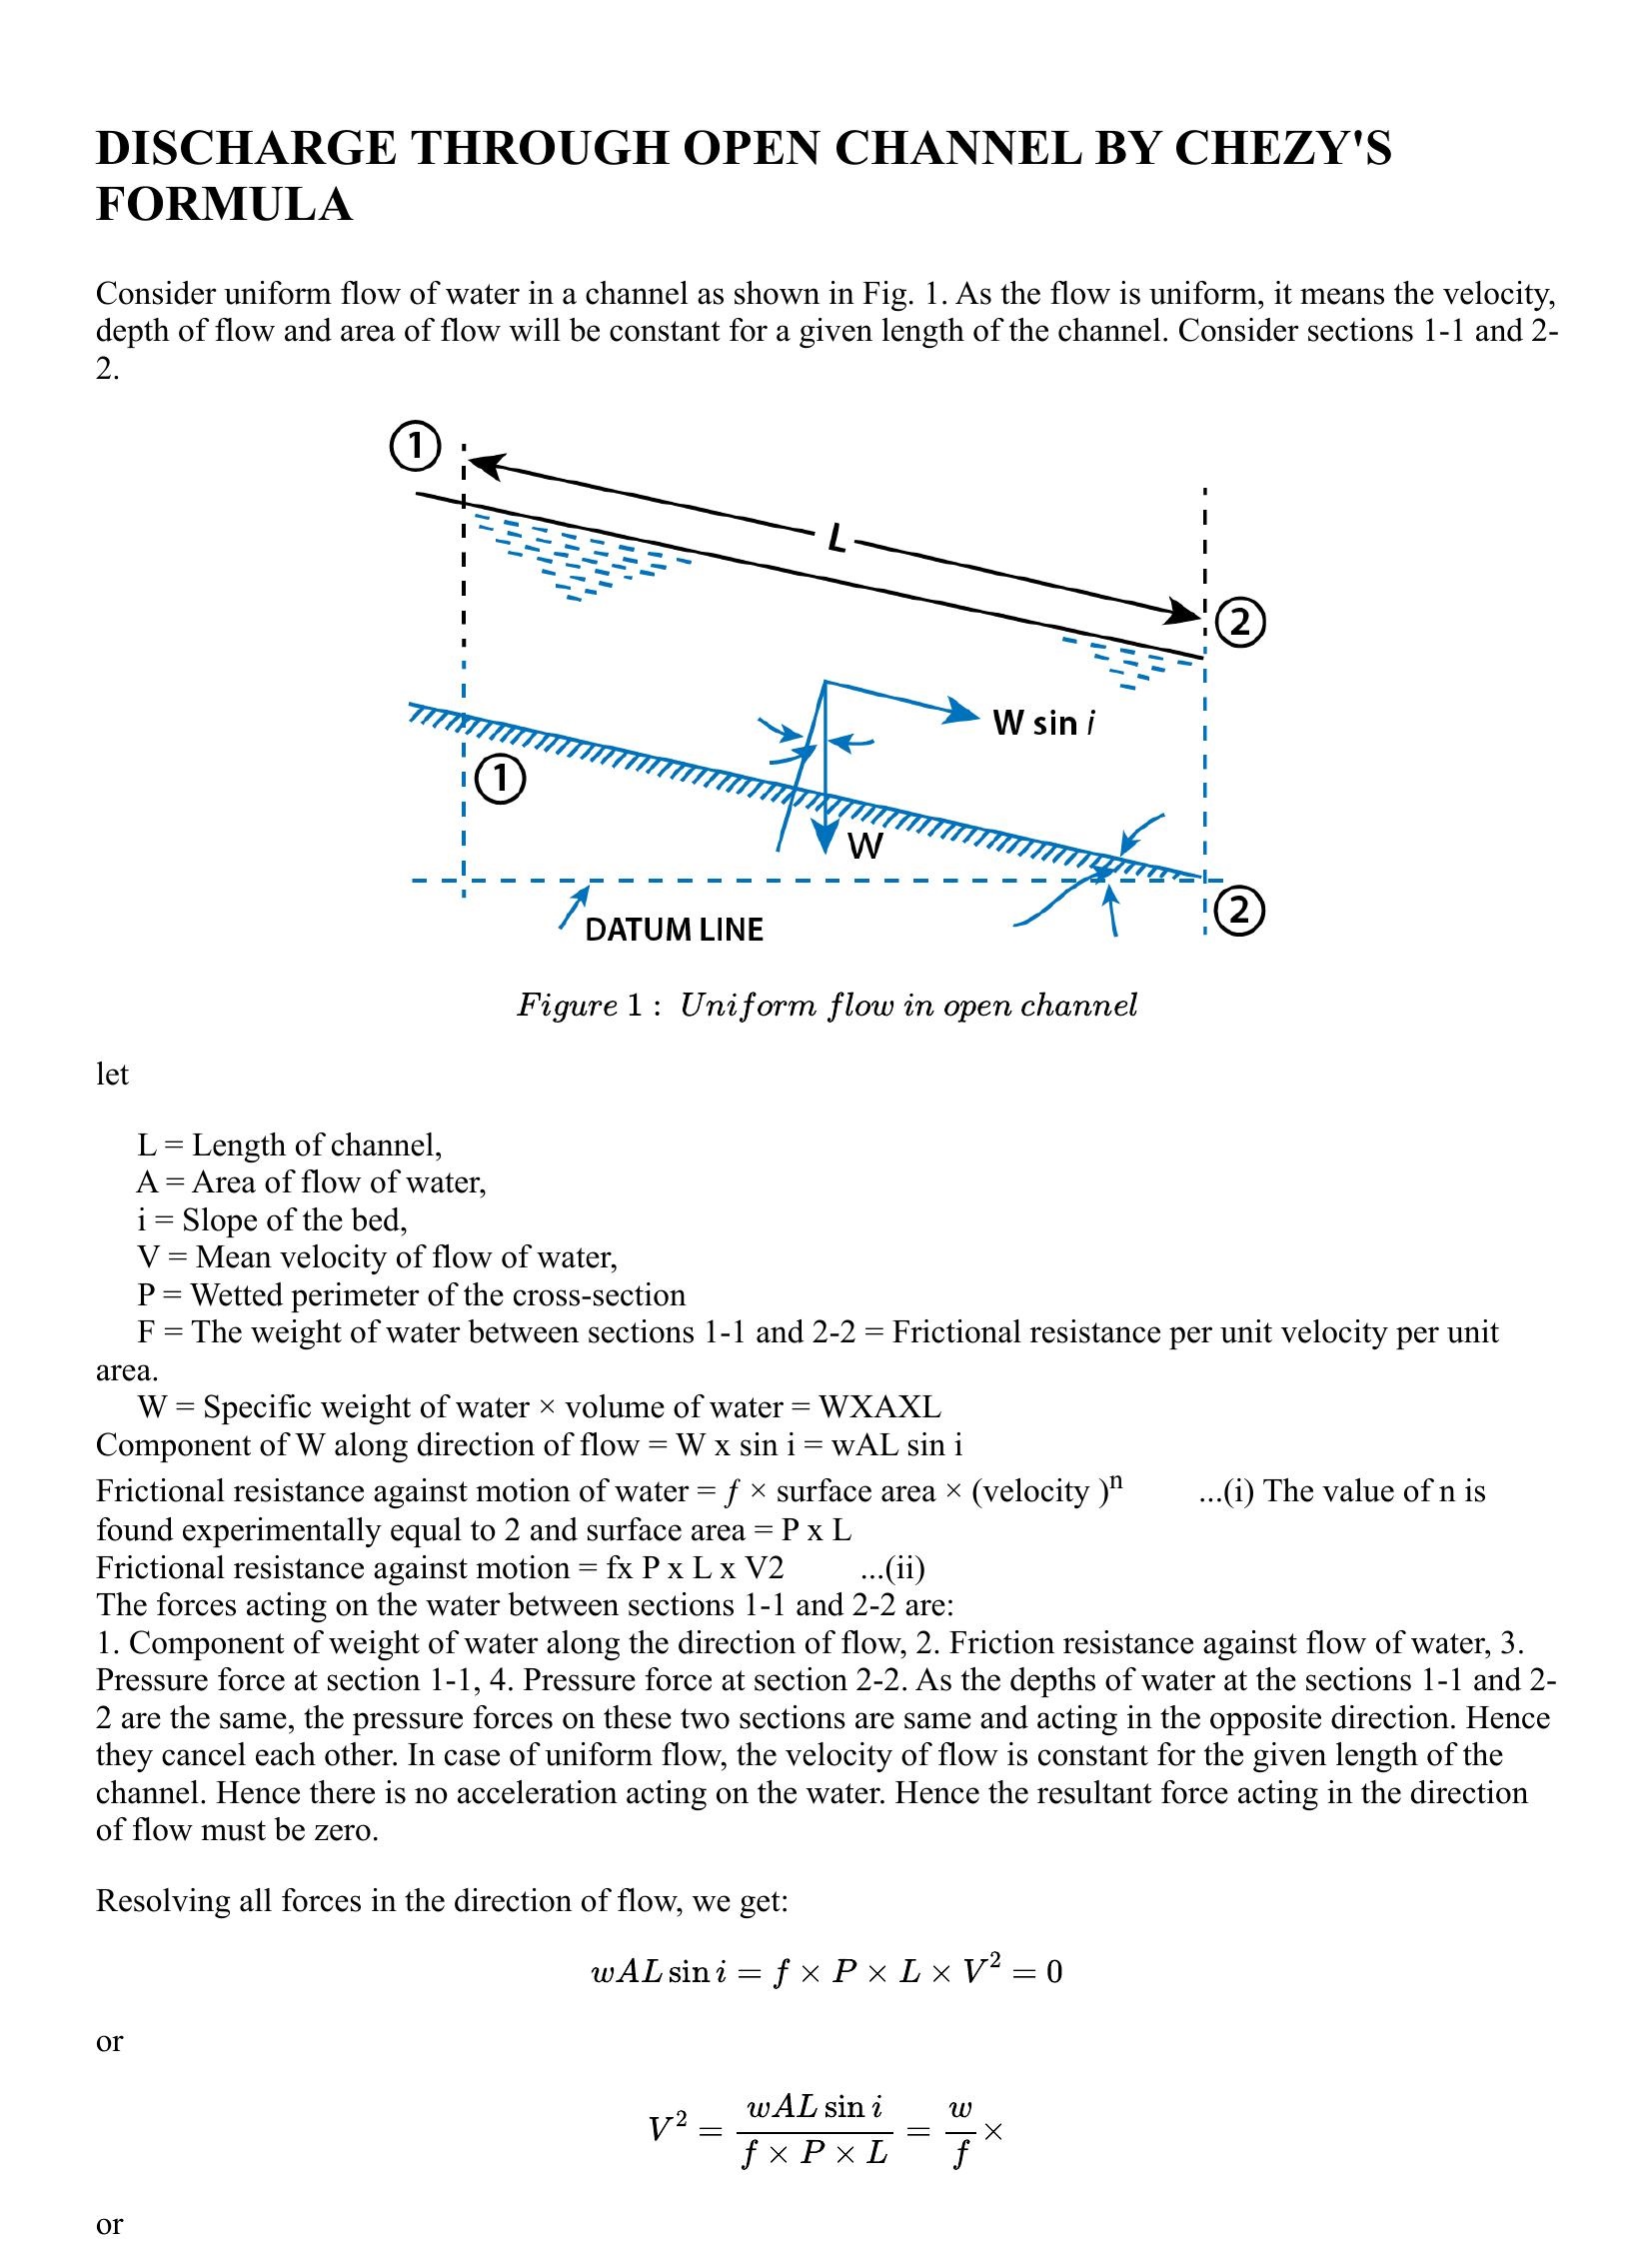 DISCHARGE THROUGH OPEN CHANNEL BY CHEZY'S
FORMULA
Consider uniform flow of water in a channel as shown in Fig. 1. As the flow is uniform, it means the velocity,
depth of flow and area of flow will be constant for a given length of the channel. Consider sections 1-1 and 2-
2.
1
L
2
W sin i
1
W
DATUM LINE
2
Figure 1 : Uniform flow in open channel
let
L = Length of channel,
A = Area of flow of water,
i = Slope of the bed,
V = Mean velocity of flow of water,
P = Wetted perimeter of the cross-section
F = The weight of water between sections 1-1 and 2-2 = Frictional resistance per unit velocity per unit
area.
W = Specific weight of water × volume of water = WXAXL
Component of W along direction of flow = W x sin i = wAL sin i
Frictional resistance against motion of water = f × surface area × (velocity )ⁿ ...(i) The value of n is
found experimentally equal to 2 and surface area = P x L
Frictional resistance against motion = fx P x L x V2 ...(ii)
The forces acting on the water between sections 1-1 and 2-2 are:
1. Component of weight of water along the direction of flow, 2. Friction resistance against flow of water, 3.
Pressure force at section 1-1, 4. Pressure force at section 2-2. As the depths of water at the sections 1-1 and 2-
2 are the same, the pressure forces on these two sections are same and acting in the opposite direction. Hence
they cancel each other. In case of uniform flow, the velocity of flow is constant for the given length of the
channel. Hence there is no acceleration acting on the water. Hence the resultant force acting in the direction
of flow must be zero.
Resolving all forces in the direction of flow, we get:
wAL sin i = f × P × L × V² = 0
or
V² = wAL sin i / f × P × L = w / f ×
or